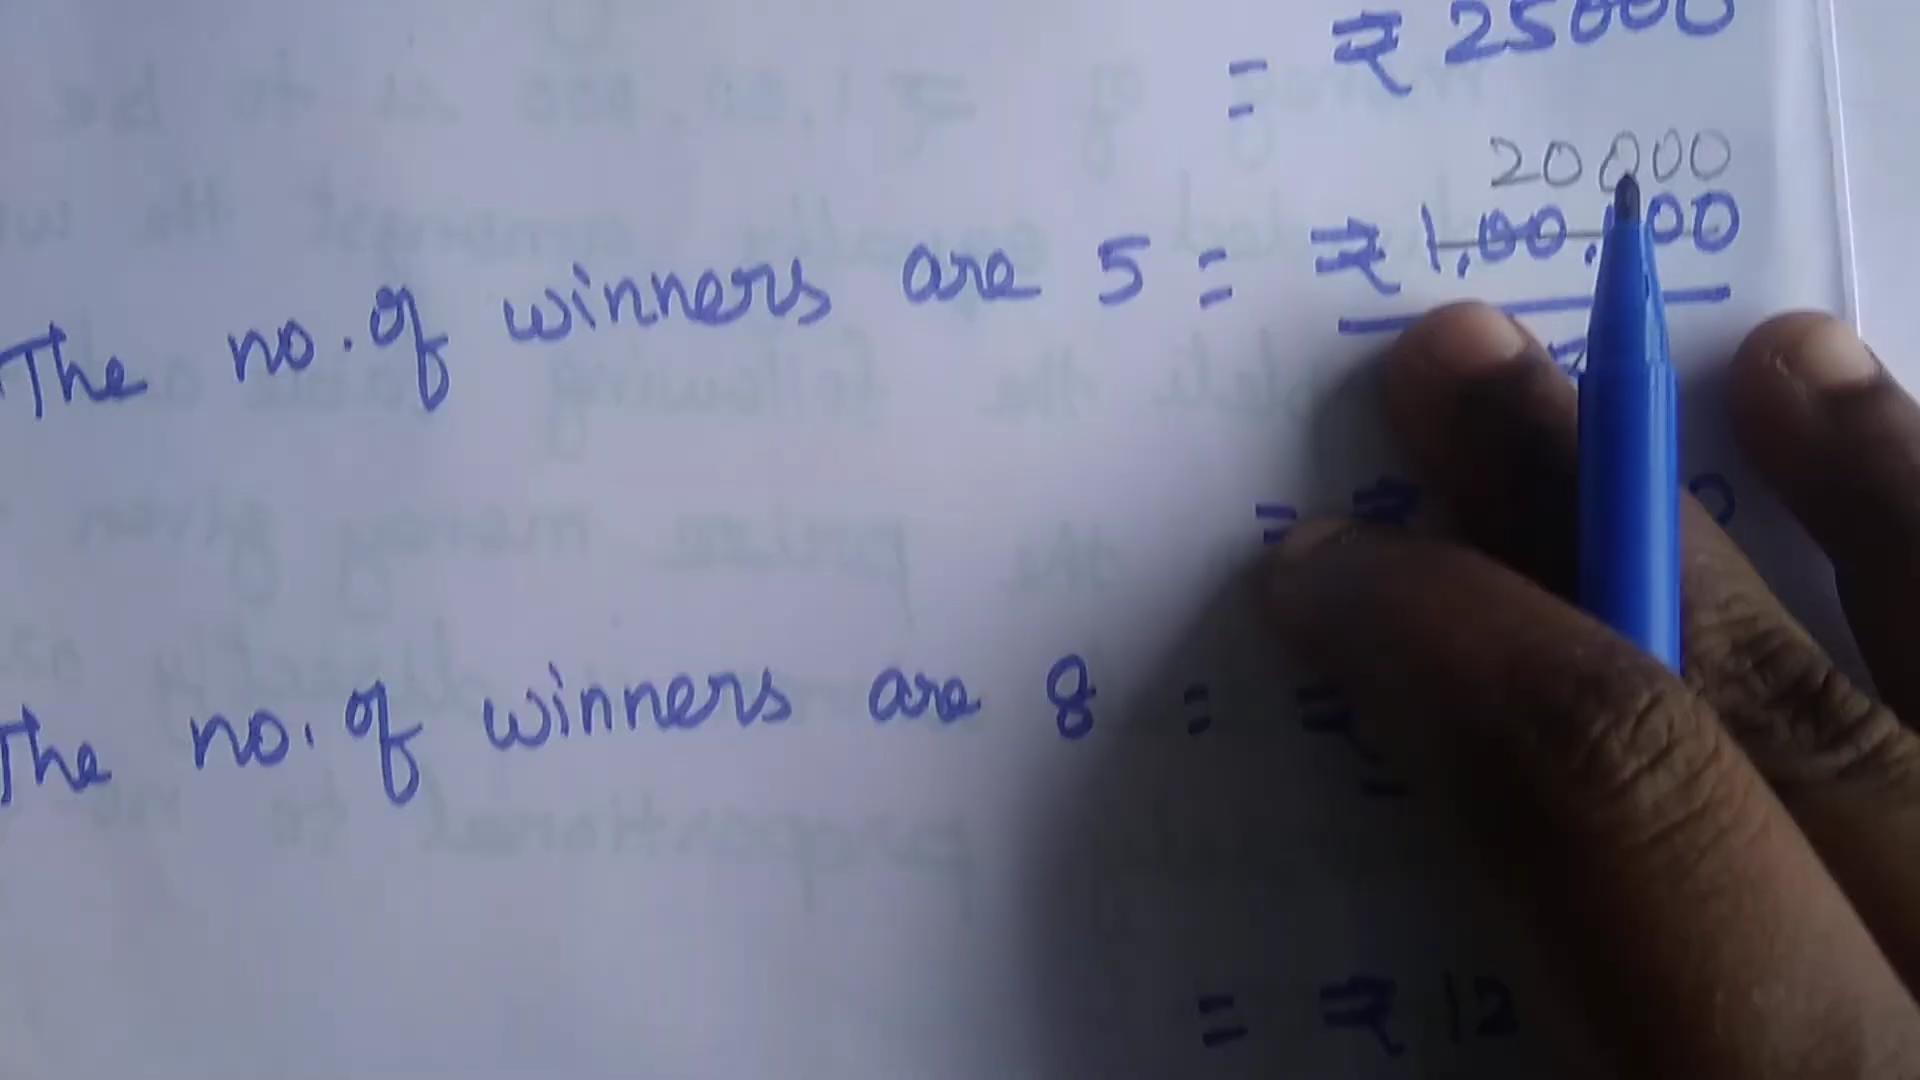 = ₹ 25000
20000
The no. of winners are 5 = ₹ 1,00,000
= ₹
The no. of winners are 8 = ₹
= ₹ 12